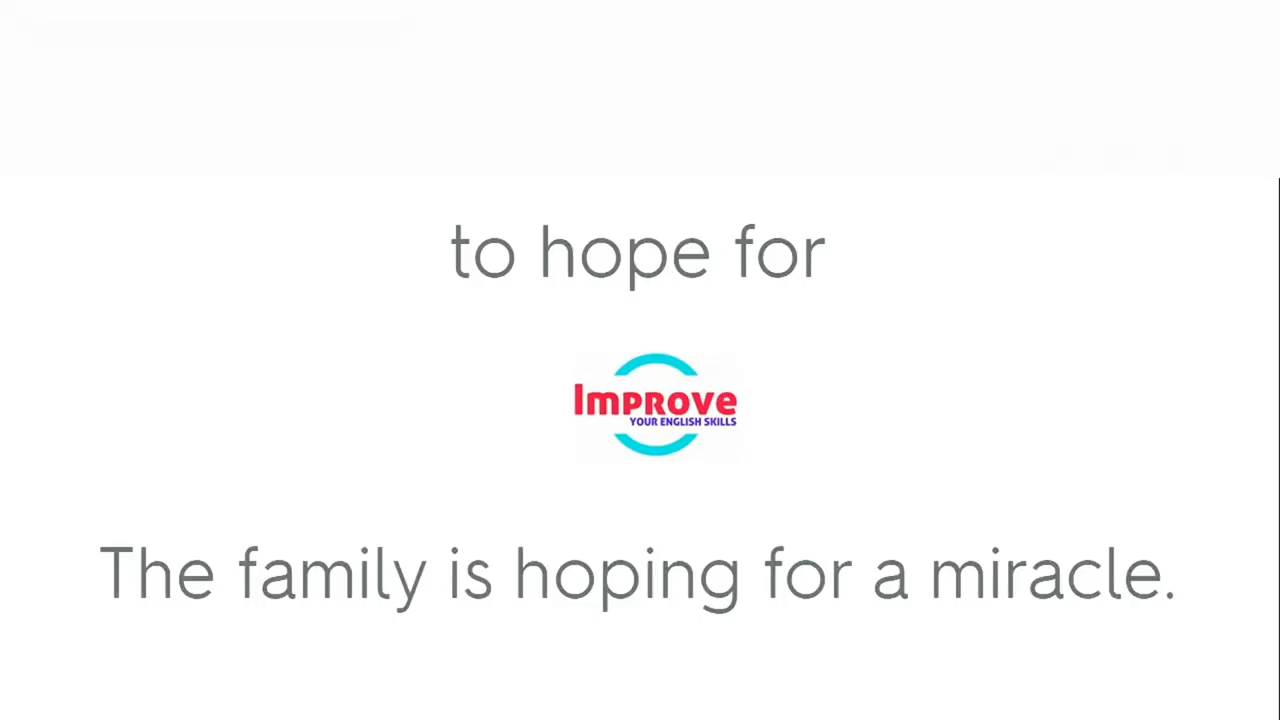 to hope for
Improve
YOUR ENGLISH SKILLS
The family is hoping for a miracle.